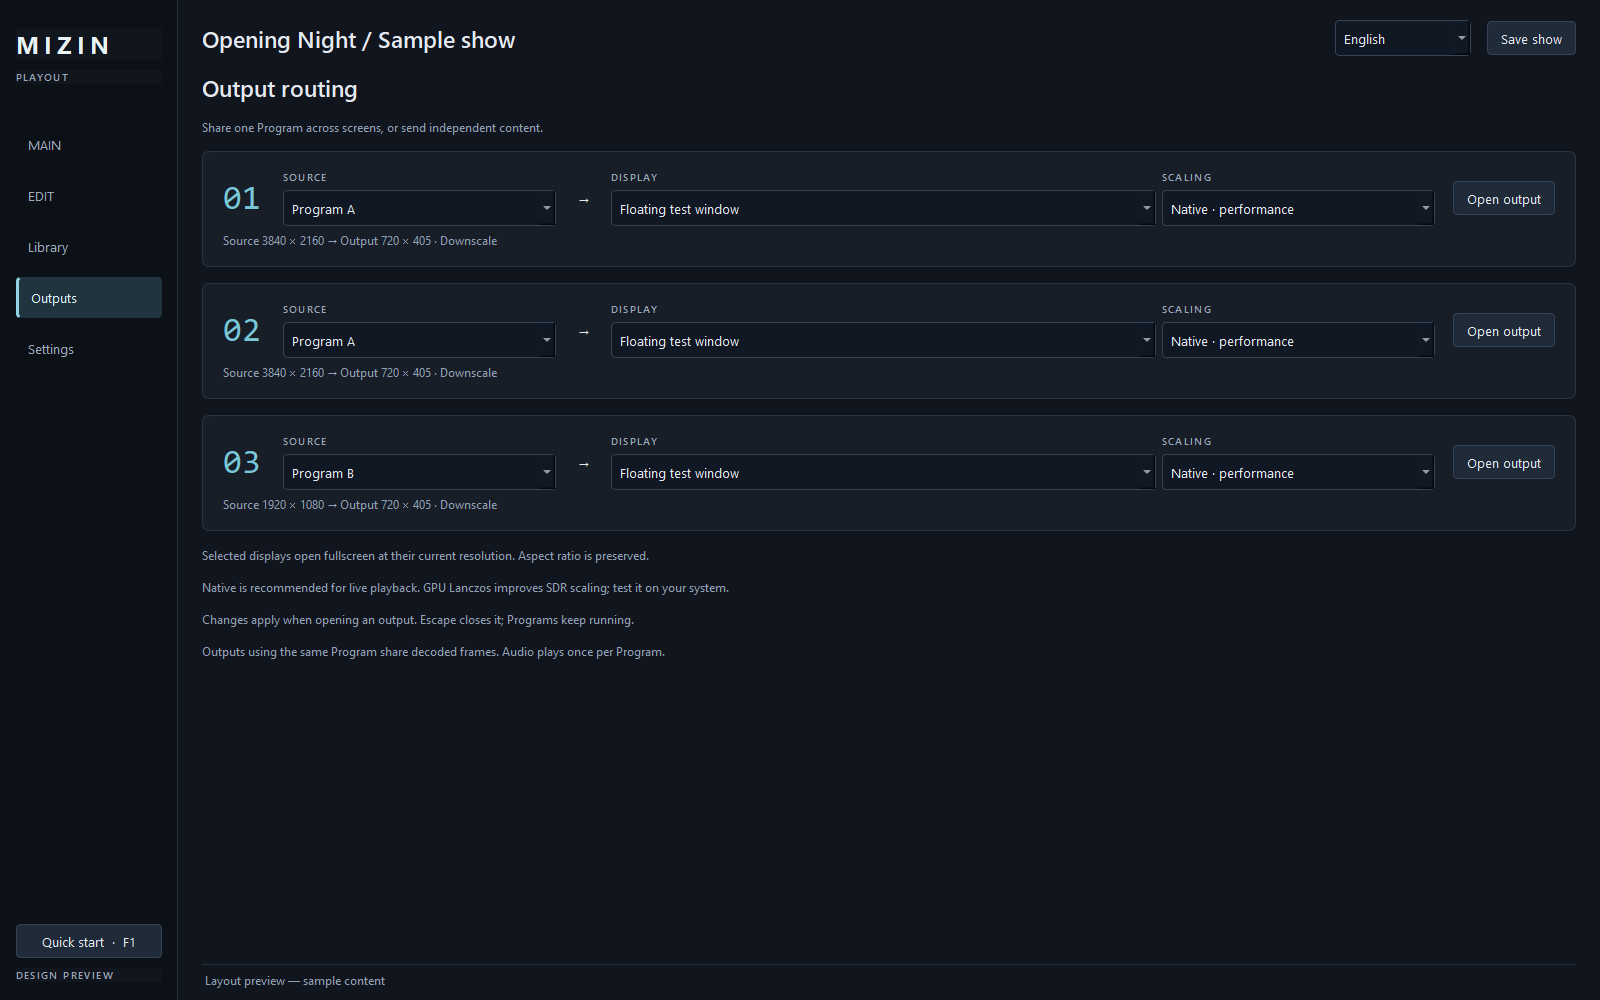 MIZIN
PLAYOUT
MAIN
EDIT
Library
Outputs
Settings
Quick start · F1
DESIGN PREVIEW
Opening Night / Sample show
English
Save show
Output routing
Share one Program across screens, or send independent content.
01
SOURCE
Program A
→
DISPLAY
Floating test window
SCALING
Native · performance
Open output
Source 3840 × 2160 → Output 720 × 405 · Downscale
02
SOURCE
Program A
→
DISPLAY
Floating test window
SCALING
Native · performance
Open output
Source 3840 × 2160 → Output 720 × 405 · Downscale
03
SOURCE
Program B
→
DISPLAY
Floating test window
SCALING
Native · performance
Open output
Source 1920 × 1080 → Output 720 × 405 · Downscale
Selected displays open fullscreen at their current resolution. Aspect ratio is preserved.
Native is recommended for live playback. GPU Lanczos improves SDR scaling; test it on your system.
Changes apply when opening an output. Escape closes it; Programs keep running.
Outputs using the same Program share decoded frames. Audio plays once per Program.
Layout preview — sample content